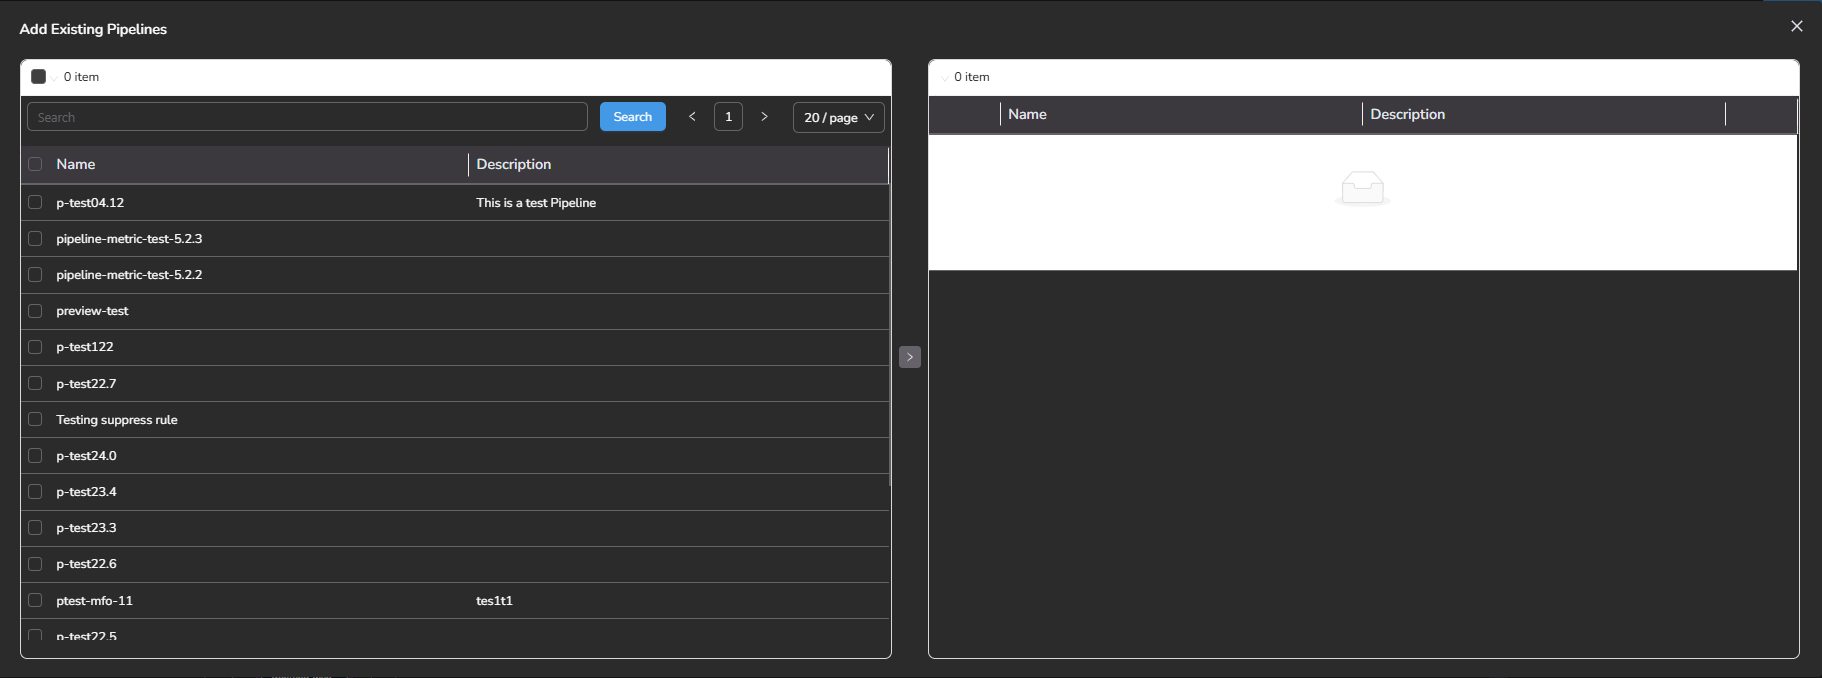 Add Existing Pipelines
0 item
Search
Search
1
20 / page
Name
Description
p-test04.12
This is a test Pipeline
pipeline-metric-test-5.2.3
pipeline-metric-test-5.2.2
preview-test
p-test122
p-test22.7
Testing suppress rule
p-test24.0
p-test23.4
p-test23.3
p-test22.6
ptest-mfo-11
tes1t1
p-test22.5
0 item
Name
Description